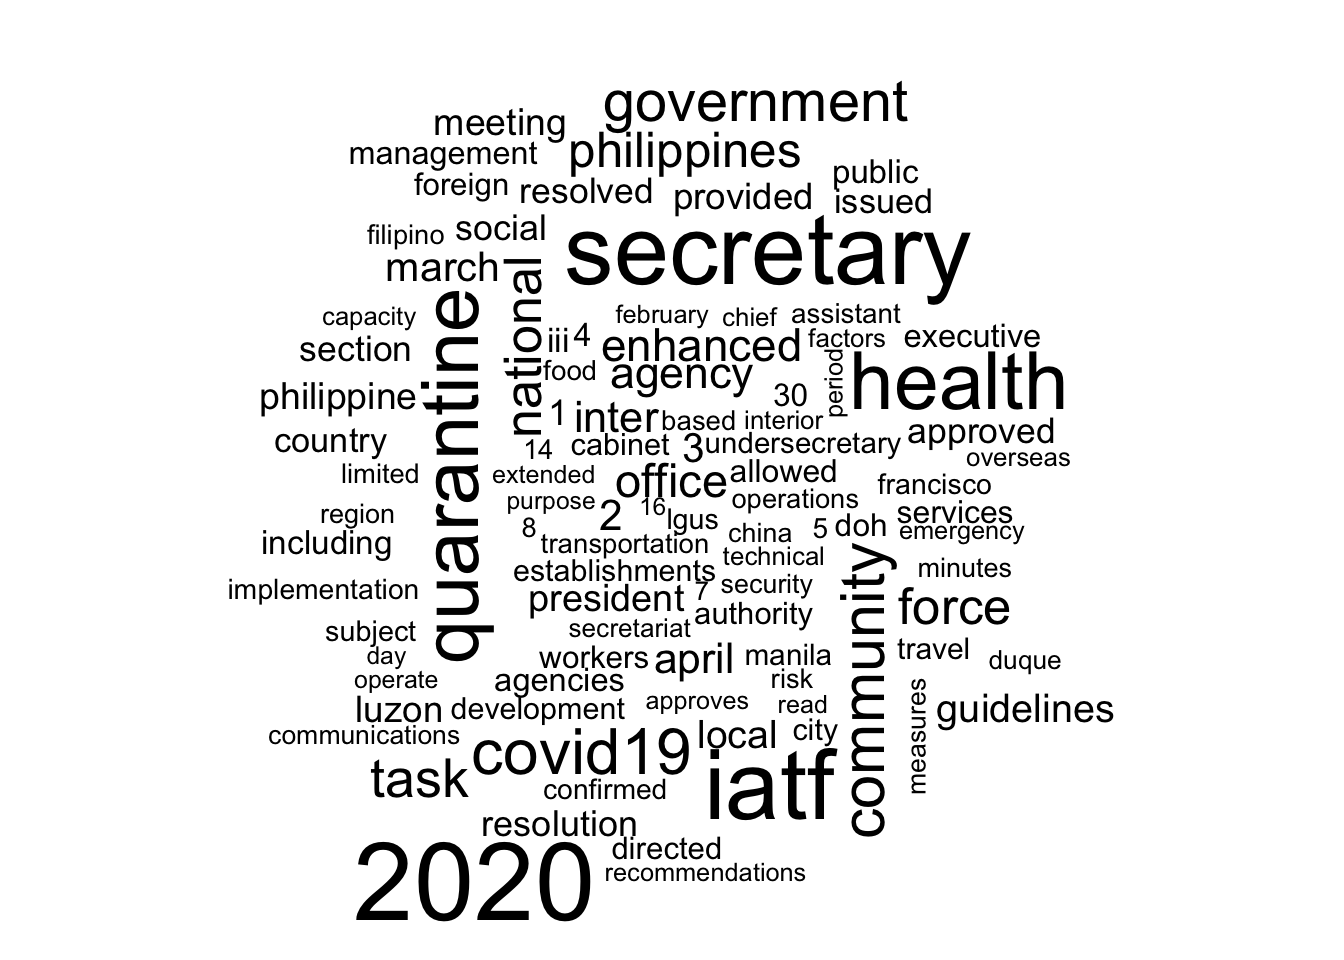 government
meeting
philippines
management
public
foreign
resolved
provided
issued
filipino
social
secretary
march
national
quarantine
capacity
february
chief
assistant
section
iii
4
enhanced
factors
executive
food
agency
period
health
philippine
30
1
inter
based
interior
country
14
cabinet
3
undersecretary
approved
overseas
limited
extended
office
allowed
francisco
purpose
operations
region
2
16
lgus
services
8
china
5
doh
emergency
including
transportation
technical
community
establishments
minutes
implementation
president
7
security
force
authority
subject
secretariat
day
workers
april
manila
travel
duque
operate
agencies
risk
measures
luzon
development
approves
read
guidelines
communications
covid19
local
city
task
confirmed
iatf
resolution
directed
2020
recommendations